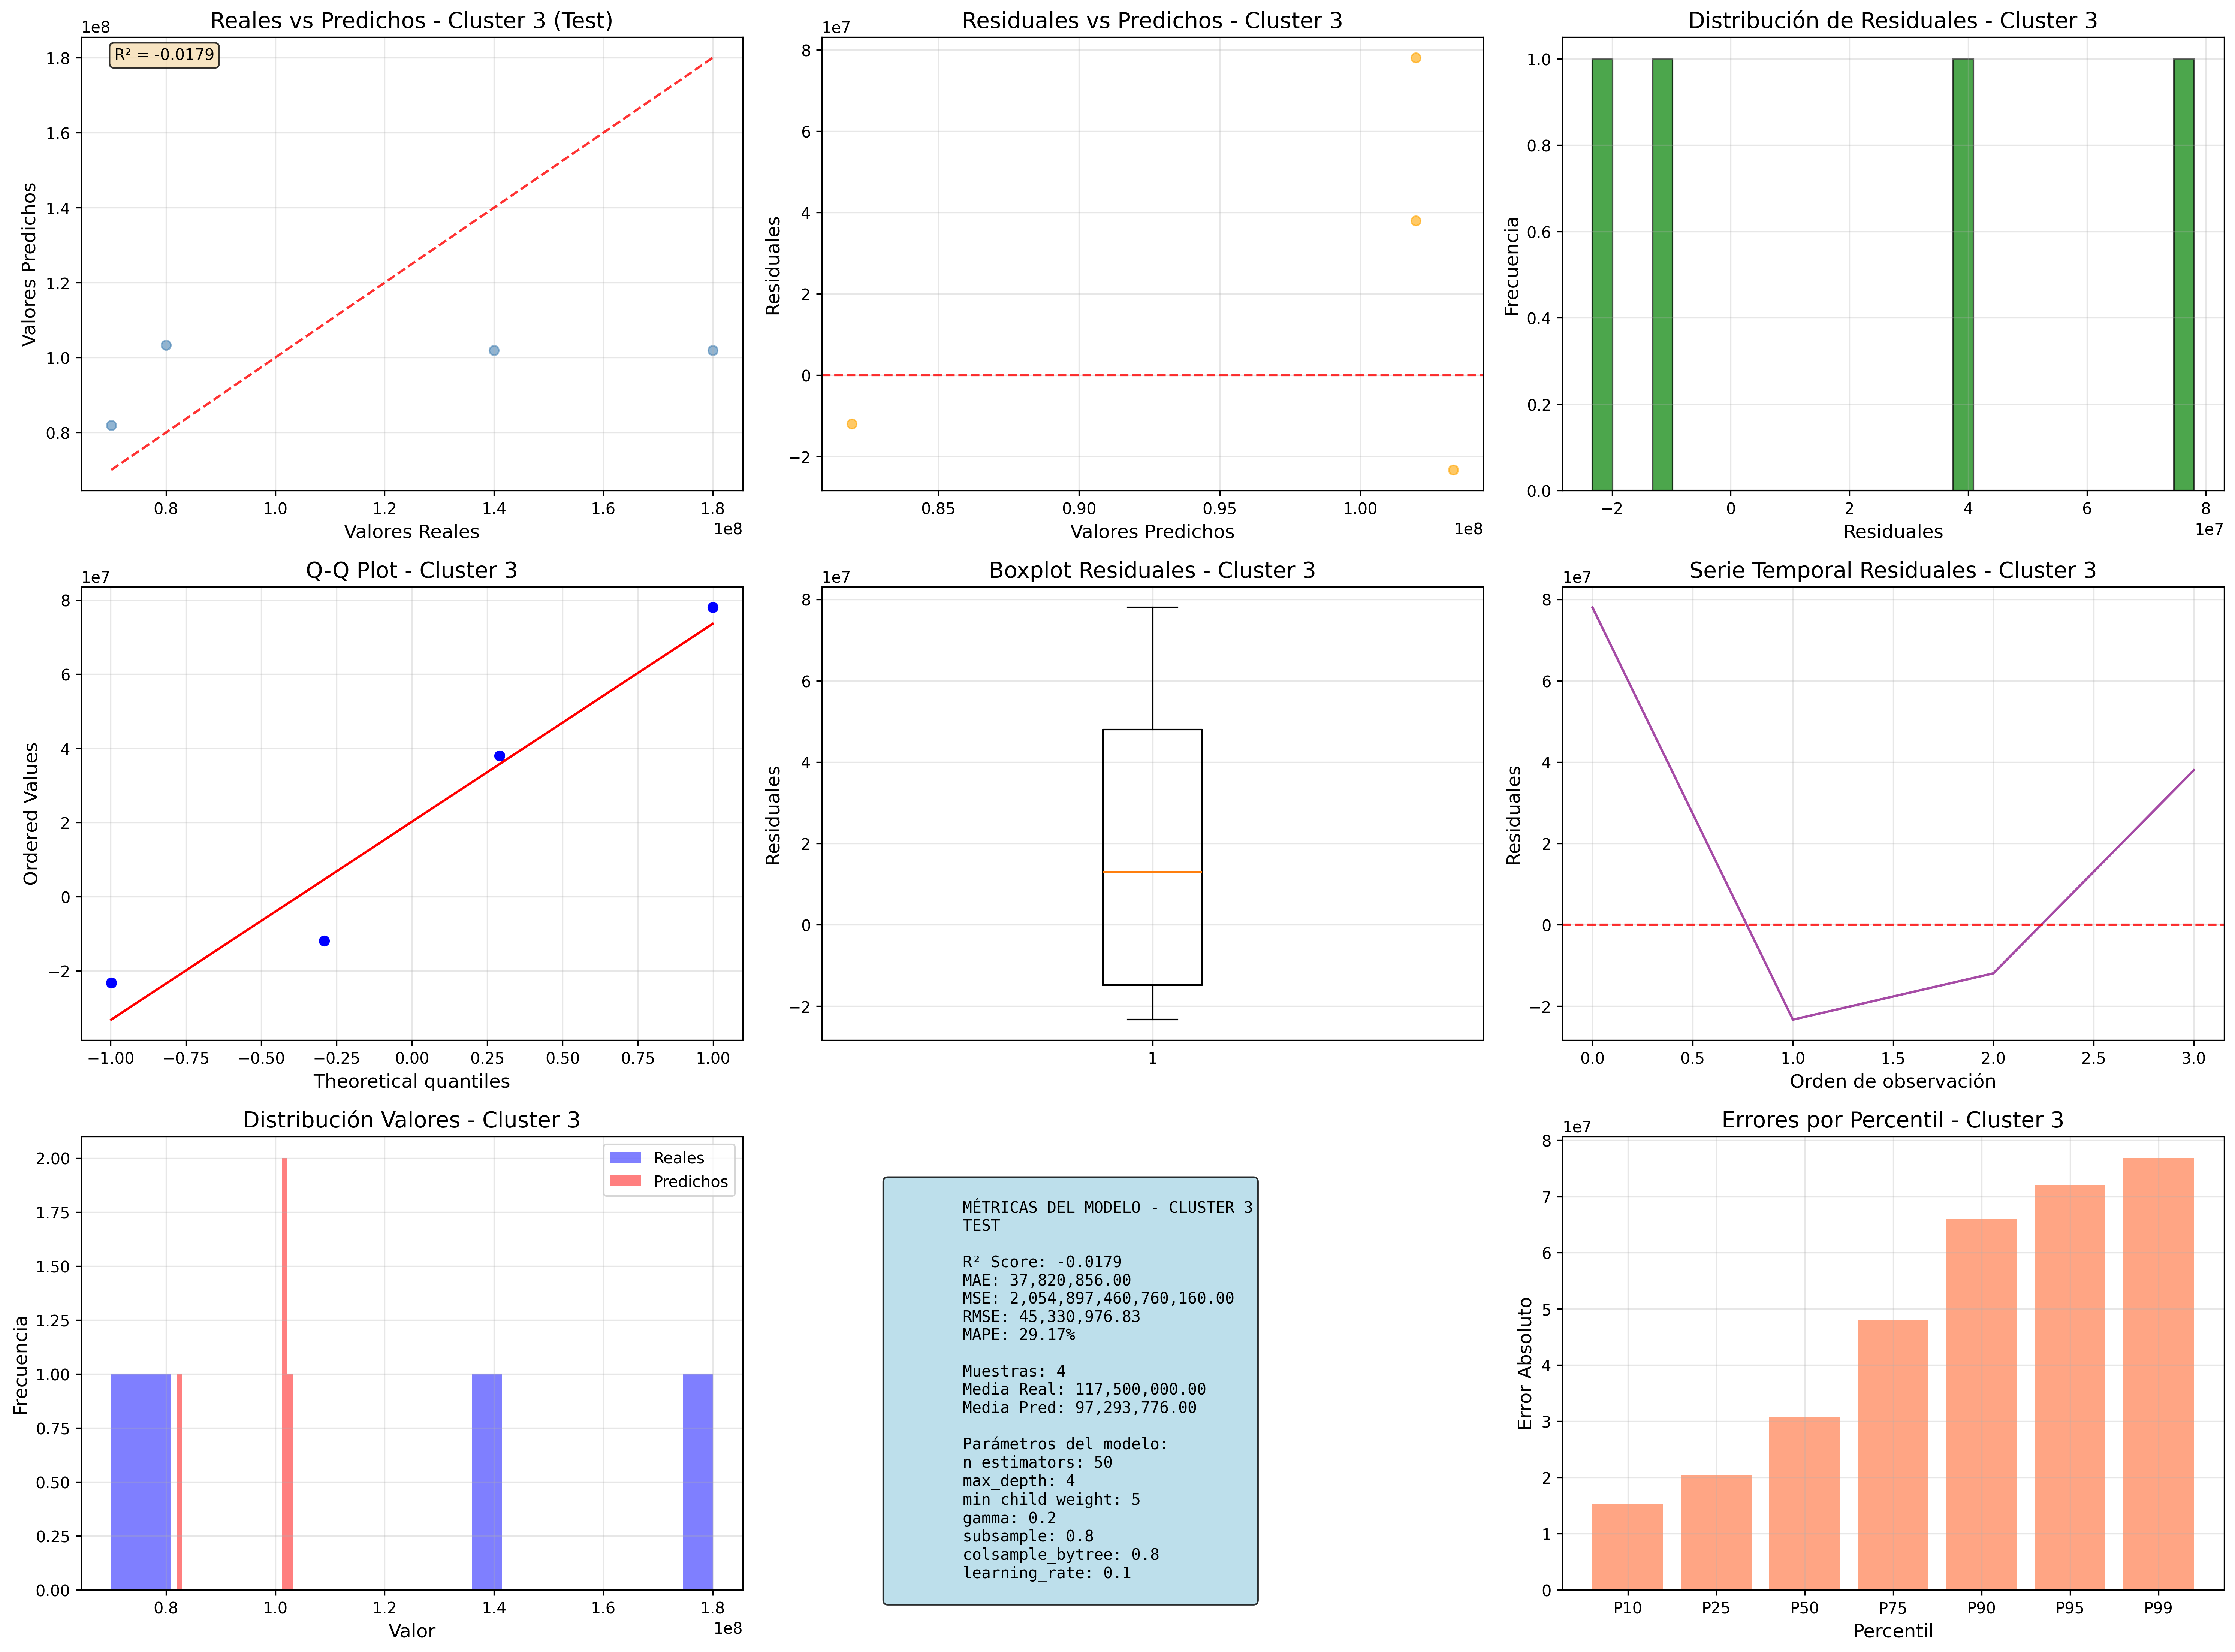 Reales vs Predichos - Cluster 3 (Test)
1e8
R² = -0.0179
Valores Predichos
1.8
1.6
1.4
1.2
1.0
0.8
0.8 1.0 1.2 1.4 1.6 1.8
1e8
Valores Reales
Residuales vs Predichos - Cluster 3
1e7
Residuales
8
6
4
2
0
−2
0.85 0.90 0.95 1.00
1e8
Valores Predichos
Distribución de Residuales - Cluster 3
Frecuencia
1.0
0.8
0.6
0.4
0.2
0.0
−2 0 2 4 6 8
1e7
Residuales
Q-Q Plot - Cluster 3
1e7
Ordered Values
8
6
4
2
0
−2
−1.00 −0.75 −0.50 −0.25 0.00 0.25 0.50 0.75 1.00
Theoretical quantiles
Boxplot Residuales - Cluster 3
1e7
Residuales
8
6
4
2
0
−2
1
Serie Temporal Residuales - Cluster 3
1e7
Residuales
8
6
4
2
0
−2
0.0 0.5 1.0 1.5 2.0 2.5 3.0
Orden de observación
Distribución Valores - Cluster 3
Reales
Predichos
Frecuencia
2.00
1.75
1.50
1.25
1.00
0.75
0.50
0.25
0.00
0.8 1.0 1.2 1.4 1.6 1.8
1e8
Valor
MÉTRICAS DEL MODELO - CLUSTER 3
TEST
R² Score: -0.0179
MAE: 37,820,856.00
MSE: 2,054,897,460,760,160.00
RMSE: 45,330,976.83
MAPE: 29.17%
Muestras: 4
Media Real: 117,500,000.00
Media Pred: 97,293,776.00
Parámetros del modelo:
n_estimators: 50
max_depth: 4
min_child_weight: 5
gamma: 0.2
subsample: 0.8
colsample_bytree: 0.8
learning_rate: 0.1
Errores por Percentil - Cluster 3
1e7
Error Absoluto
8
7
6
5
4
3
2
1
0
P10 P25 P50 P75 P90 P95 P99
Percentil